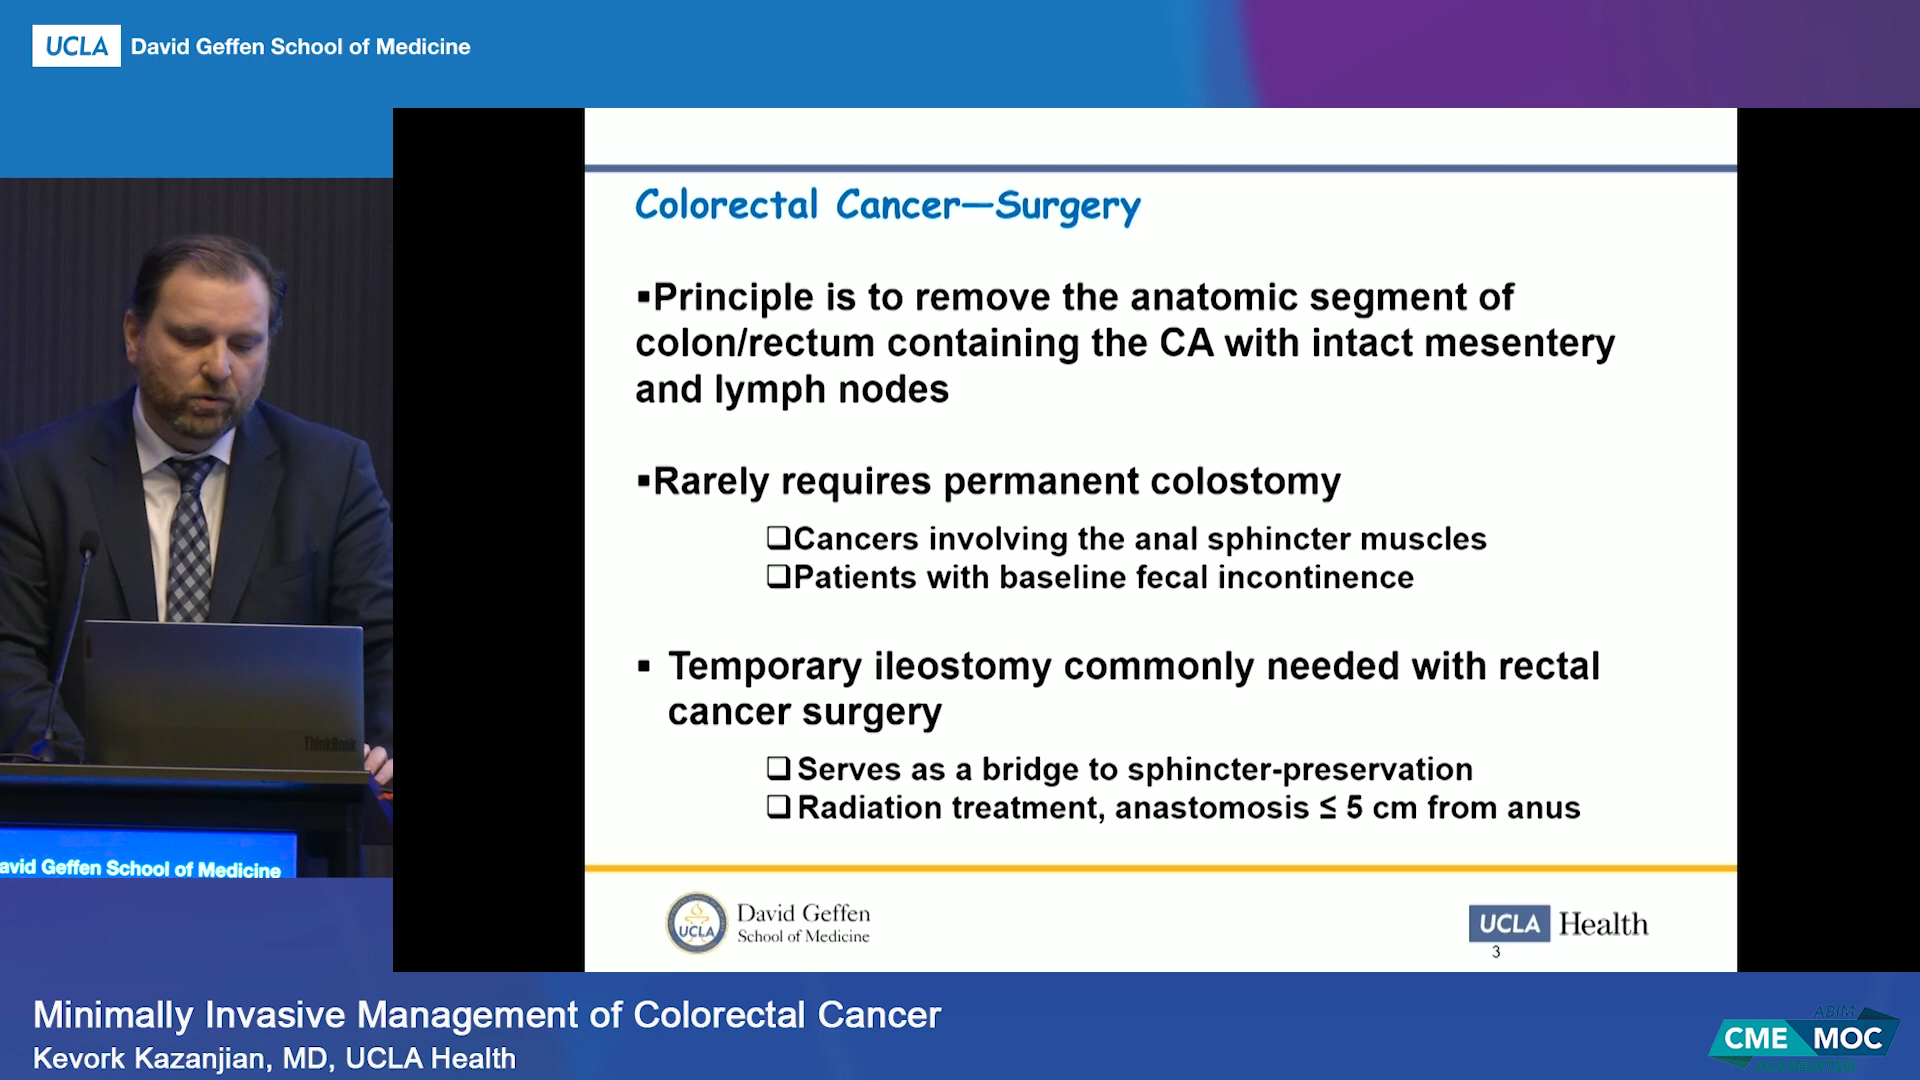 UCLA David Geffen School of Medicine
Colorectal Cancer—Surgery
▪Principle is to remove the anatomic segment of
colon/rectum containing the CA with intact mesentery
and lymph nodes
▪Rarely requires permanent colostomy
❑Cancers involving the anal sphincter muscles
❑Patients with baseline fecal incontinence
▪ Temporary ileostomy commonly needed with rectal
cancer surgery
❑ Serves as a bridge to sphincter-preservation
❑ Radiation treatment, anastomosis ≤ 5 cm from anus
UCLA
David Geffen
School of Medicine
UCLA Health
3
ThinkBook
avid Geffen School of Medicine
Minimally Invasive Management of Colorectal Cancer
Kevork Kazanjian, MD, UCLA Health
ABIM
CME MOC
ACCREDITED